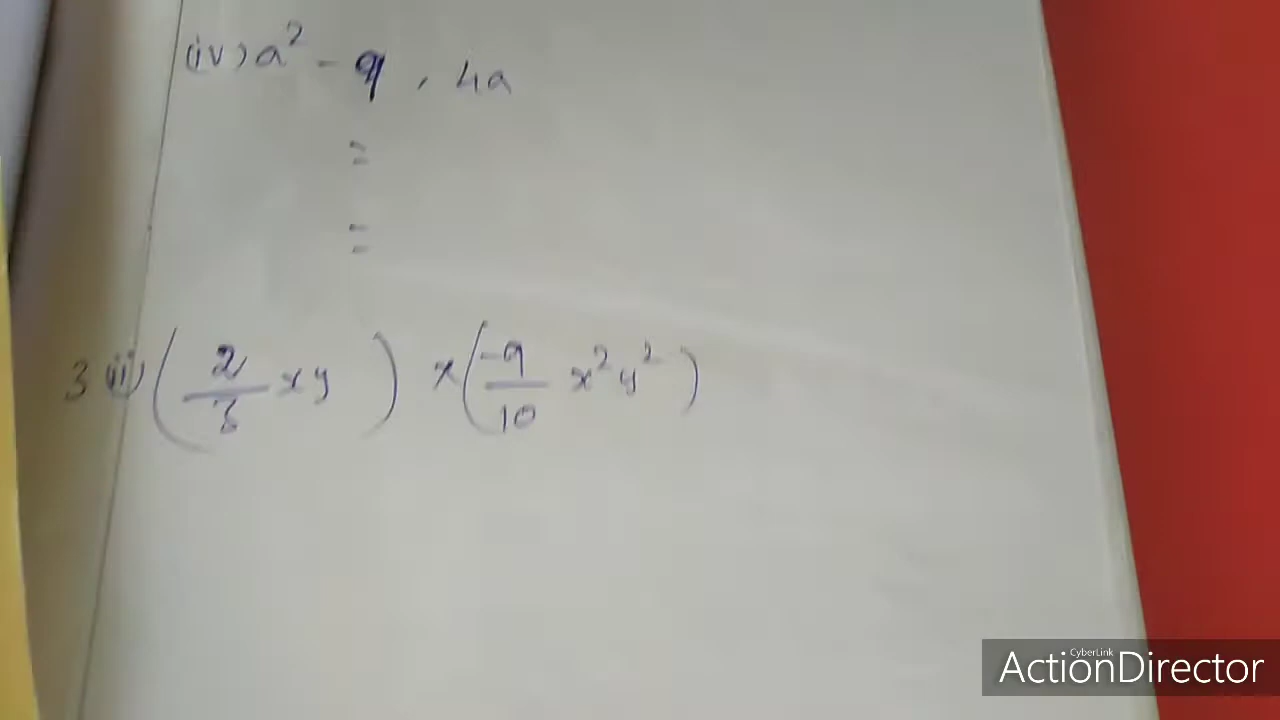 (iv) a² - 9 , 4a
=
=
3 ii) (2/3 xy) × (-9/10 x²y²)
CyberLink
ActionDirector